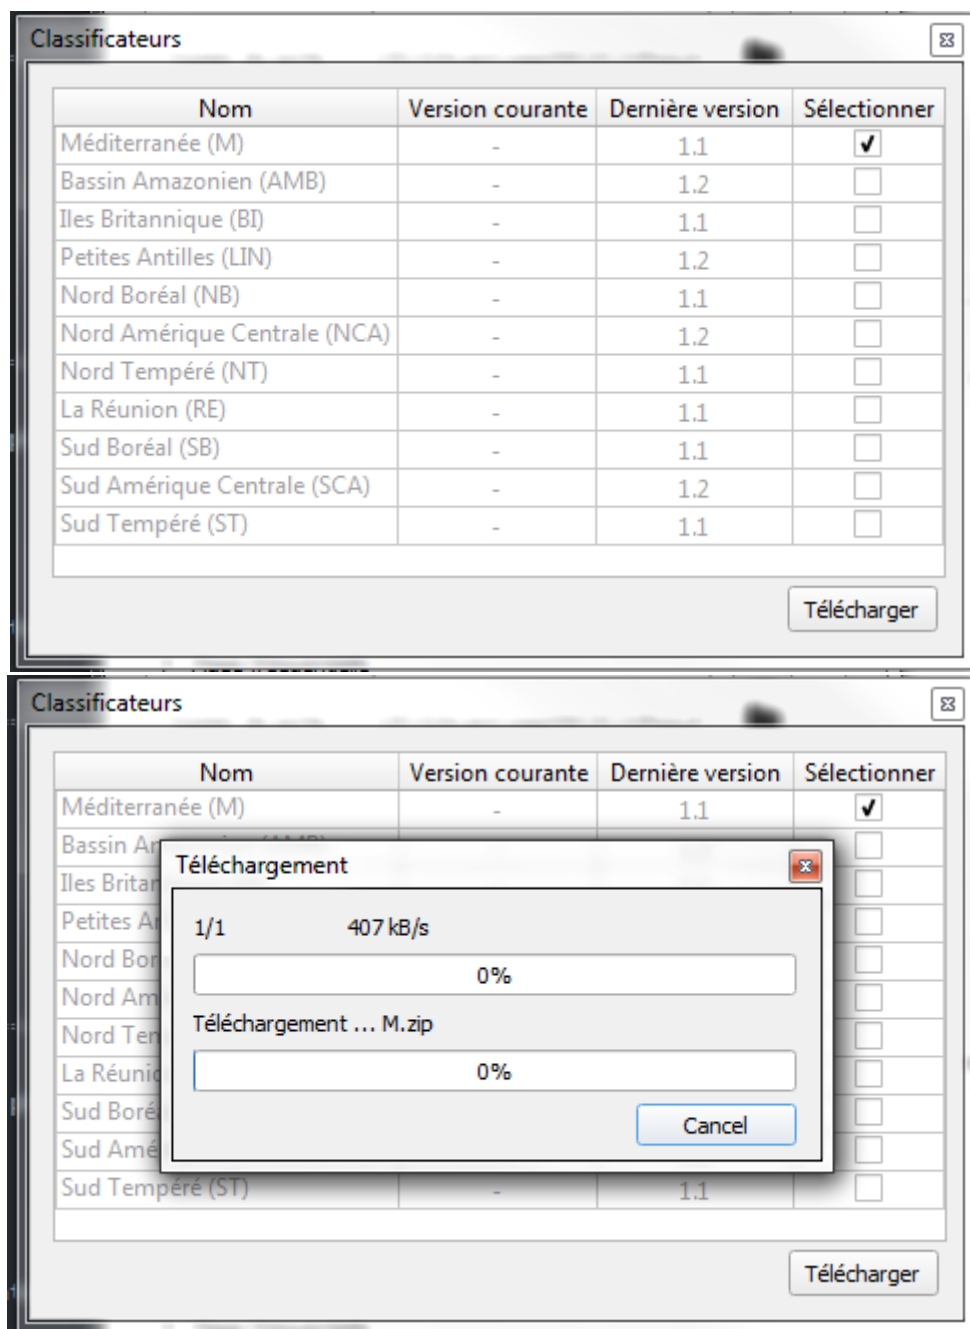 Classificateurs
Nom Version courante Dernière version Sélectionner
Méditerranée (M) - 1.1
Bassin Amazonien (AMB) - 1.2
Iles Britannique (BI) - 1.1
Petites Antilles (LIN) - 1.2
Nord Boréal (NB) - 1.1
Nord Amérique Centrale (NCA) - 1.2
Nord Tempéré (NT) - 1.1
La Réunion (RE) - 1.1
Sud Boréal (SB) - 1.1
Sud Amérique Centrale (SCA) - 1.2
Sud Tempéré (ST) - 1.1
Télécharger
Classificateurs
Nom Version courante Dernière version Sélectionner
Méditerranée (M) - 1.1
Bassin Am
Téléchargement
Iles Britan
1/1 407 kB/s
Petites An
Nord Bor
0%
Nord Am
Téléchargement ... M.zip
Nord Tem
0%
La Réunio
Sud Boré
Cancel
Sud Amé
Sud Tempéré (ST) - 1.1
Télécharger